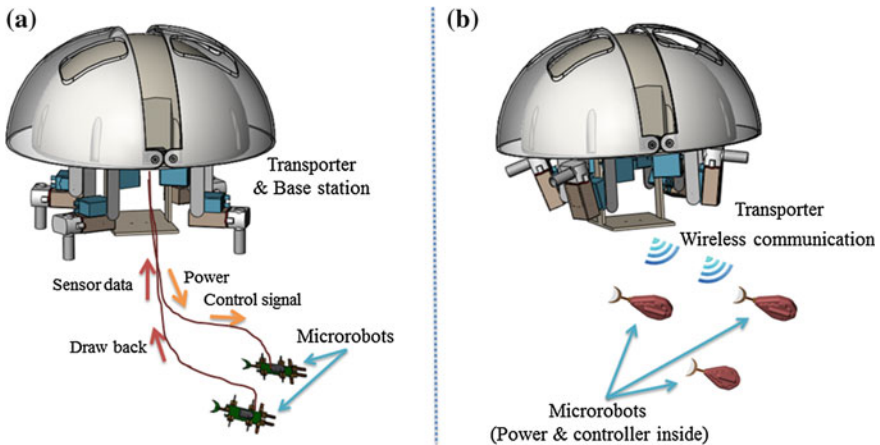 (a)
Transporter
& Base station
Sensor data
Power
Control signal
Draw back
Microrobots
(b)
Transporter
Wireless communication
Microrobots
(Power & controller inside)